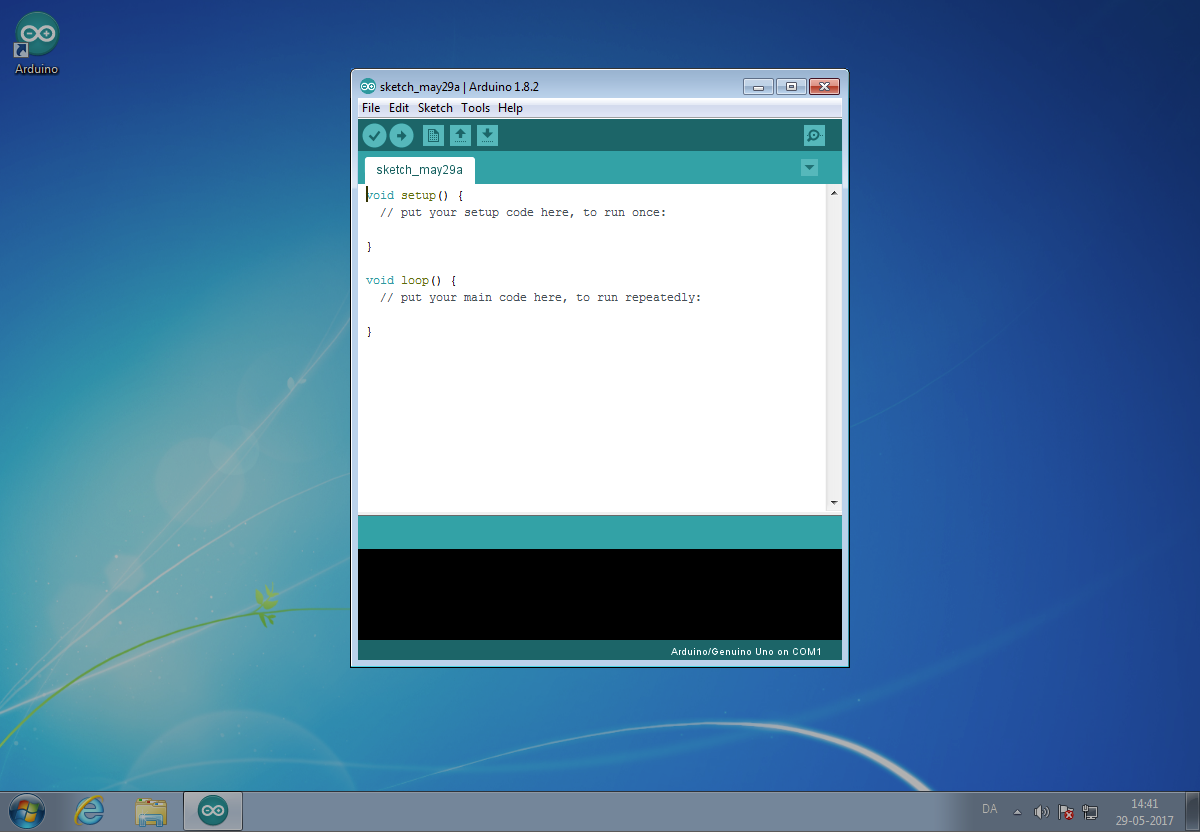 Arduino
sketch_may29a | Arduino 1.8.2
File Edit Sketch Tools Help
sketch_may29a
void setup() {
  // put your setup code here, to run once:
}
void loop() {
  // put your main code here, to run repeatedly:
}
Arduino/Genuino Uno on COM1
DA
14:41
29-05-2017